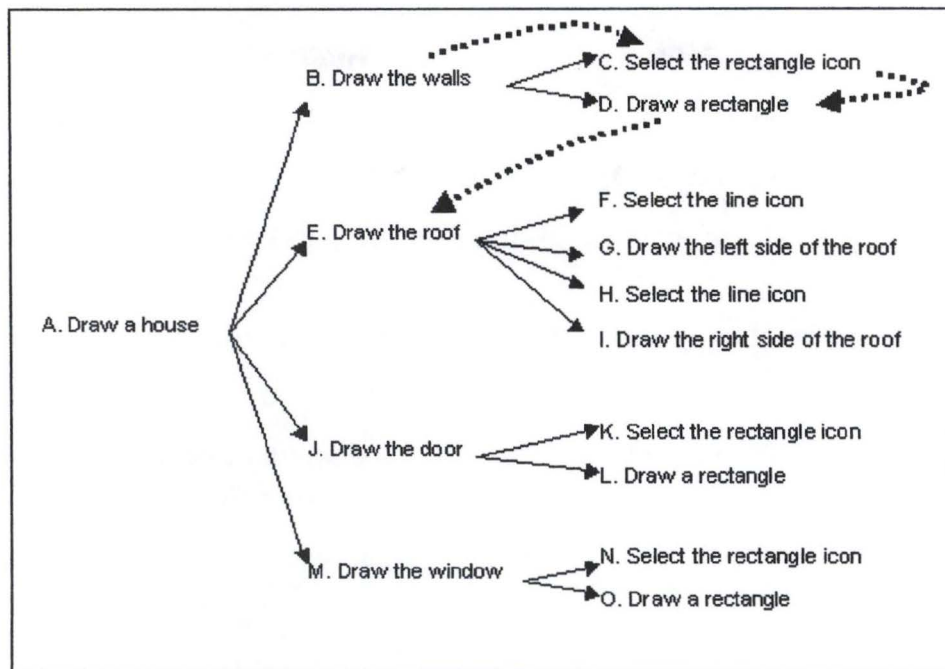 B. Draw the walls
C. Select the rectangle icon
D. Draw a rectangle
E. Draw the roof
F. Select the line icon
G. Draw the left side of the roof
H. Select the line icon
I. Draw the right side of the roof
A. Draw a house
J. Draw the door
K. Select the rectangle icon
L. Draw a rectangle
M. Draw the window
N. Select the rectangle icon
O. Draw a rectangle